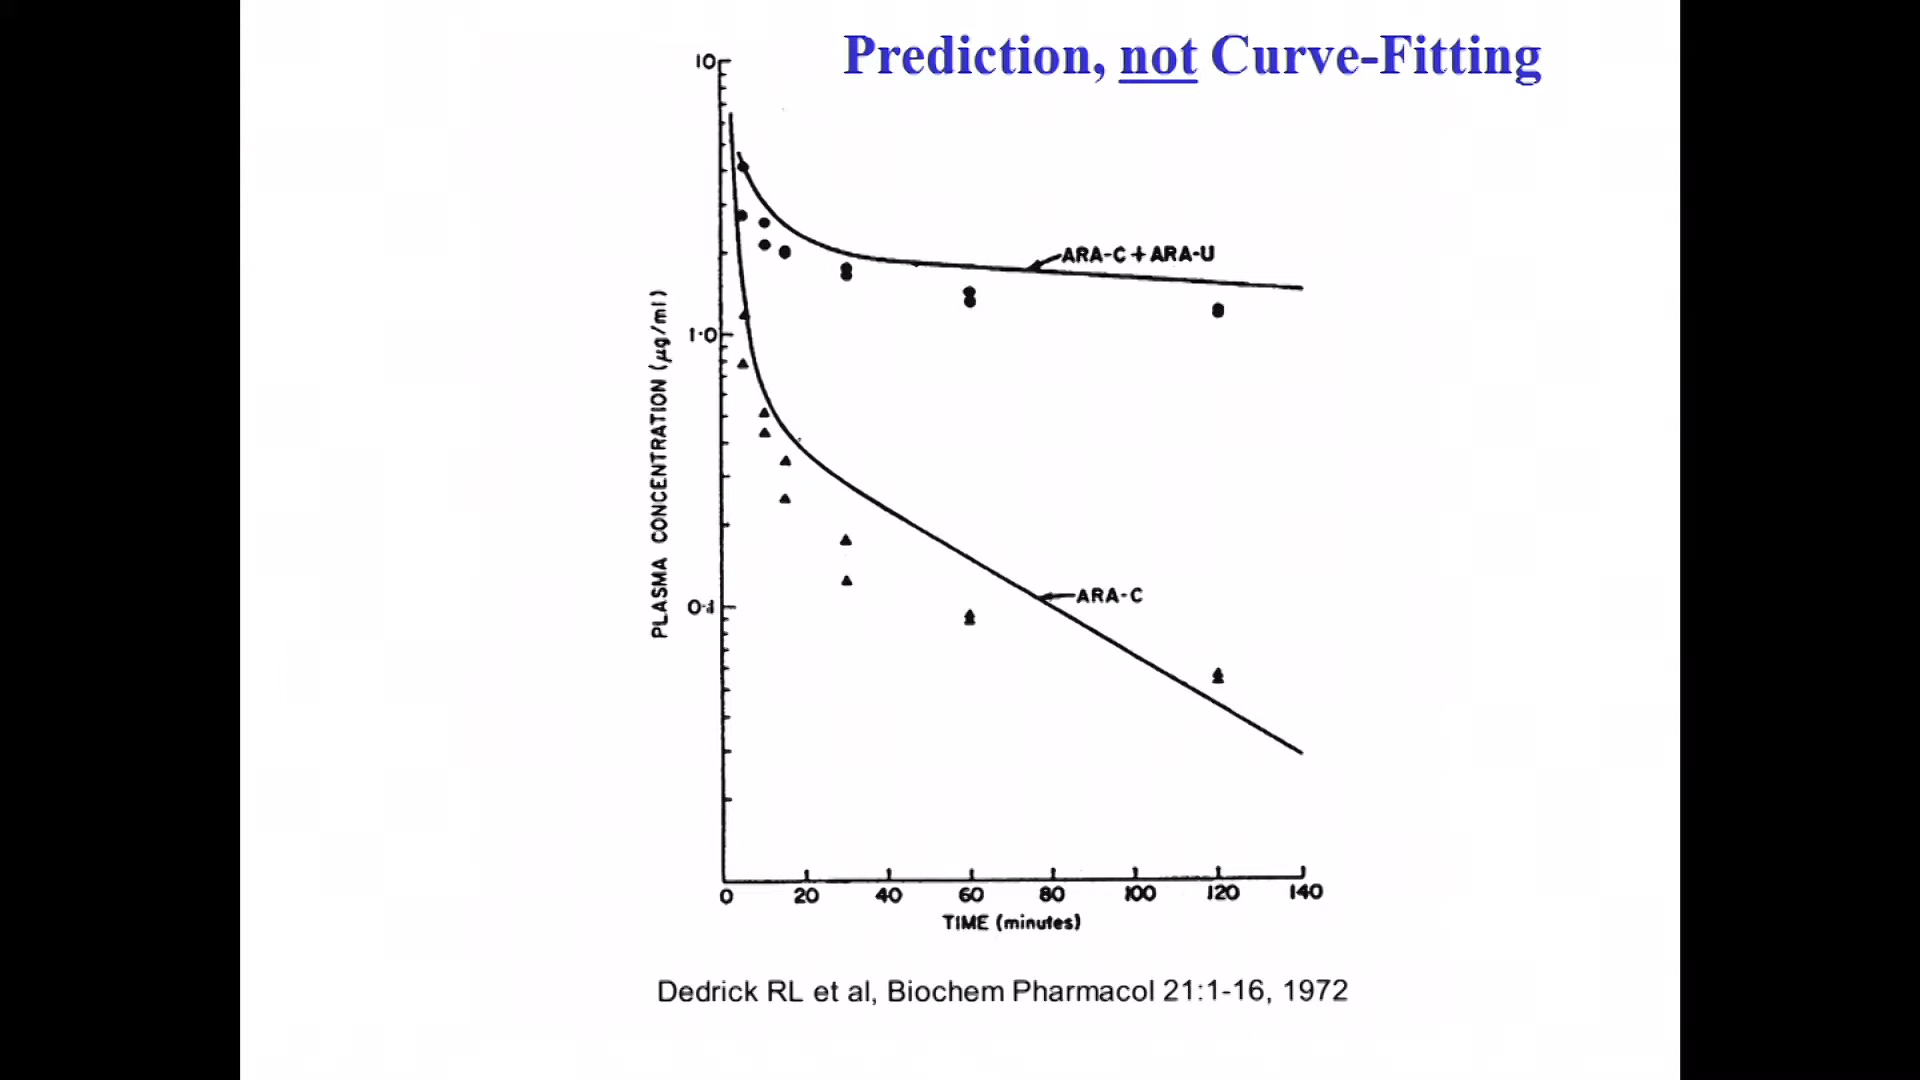 Prediction, not Curve-Fitting
10
ARA-C + ARA-U
1·0
PLASMA CONCENTRATION (µg/ml)
ARA-C
0·1
0 20 40 60 80 100 120 140
TIME (minutes)
Dedrick RL et al, Biochem Pharmacol 21:1-16, 1972